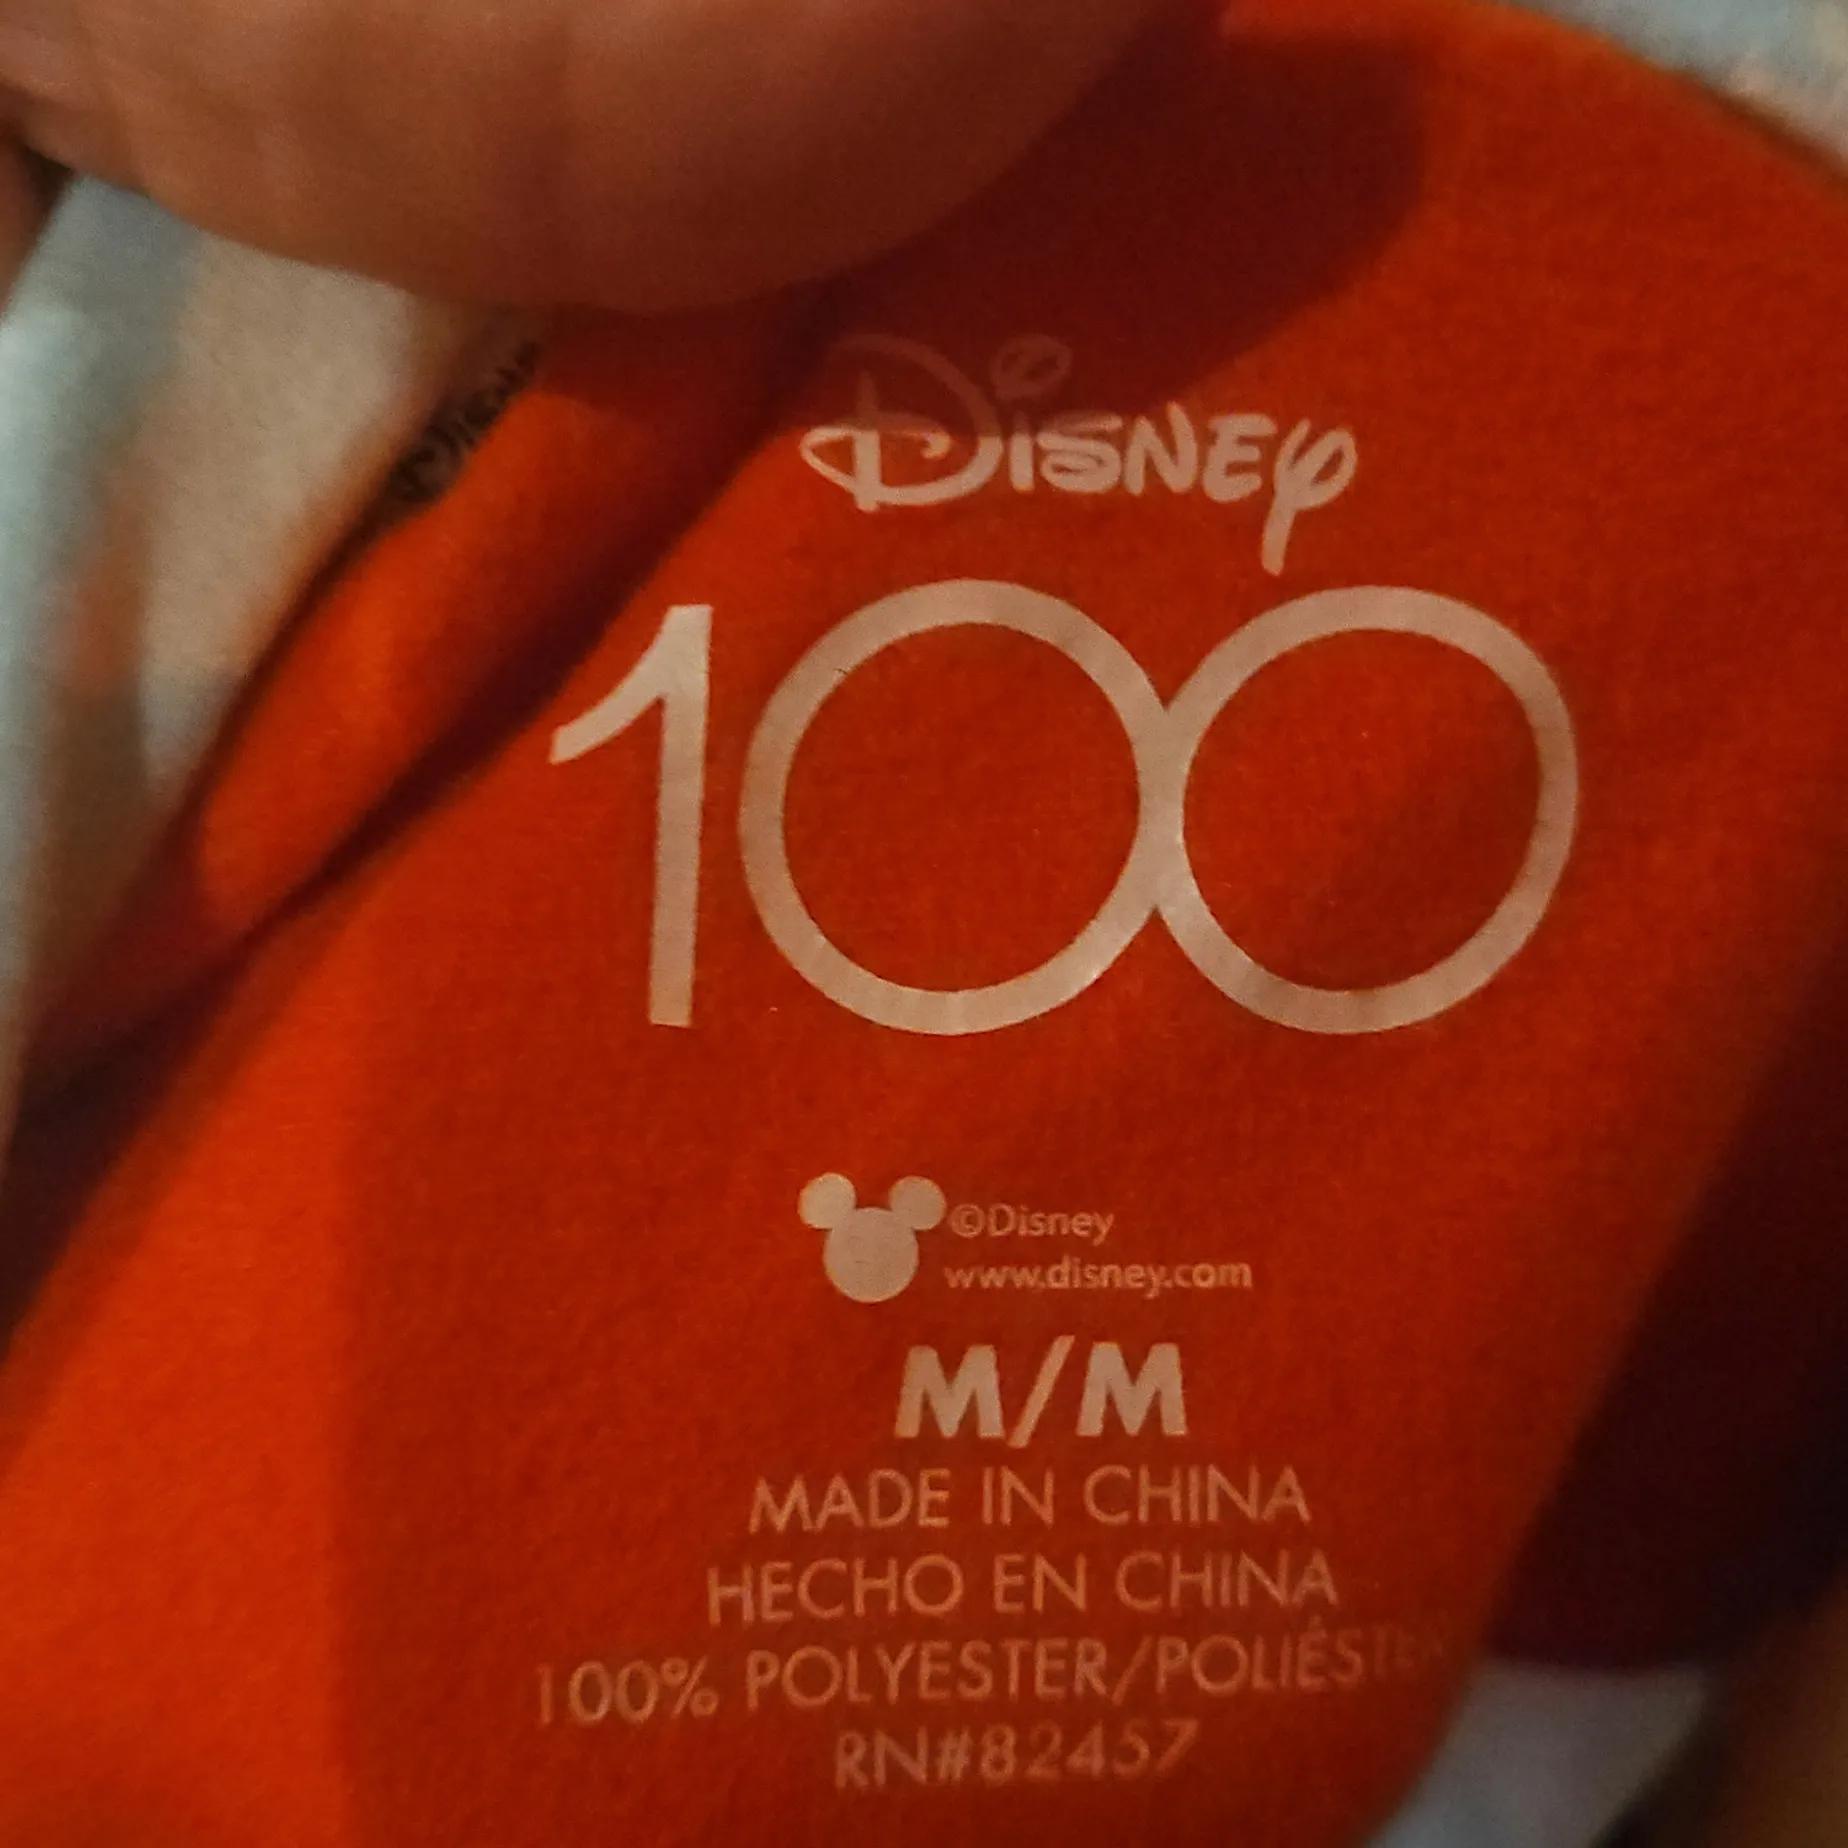 Disney
100
©Disney
www.disney.com
M/M
MADE IN CHINA
HECHO EN CHINA
100% POLYESTER/POLIÉSTER
RN#82457